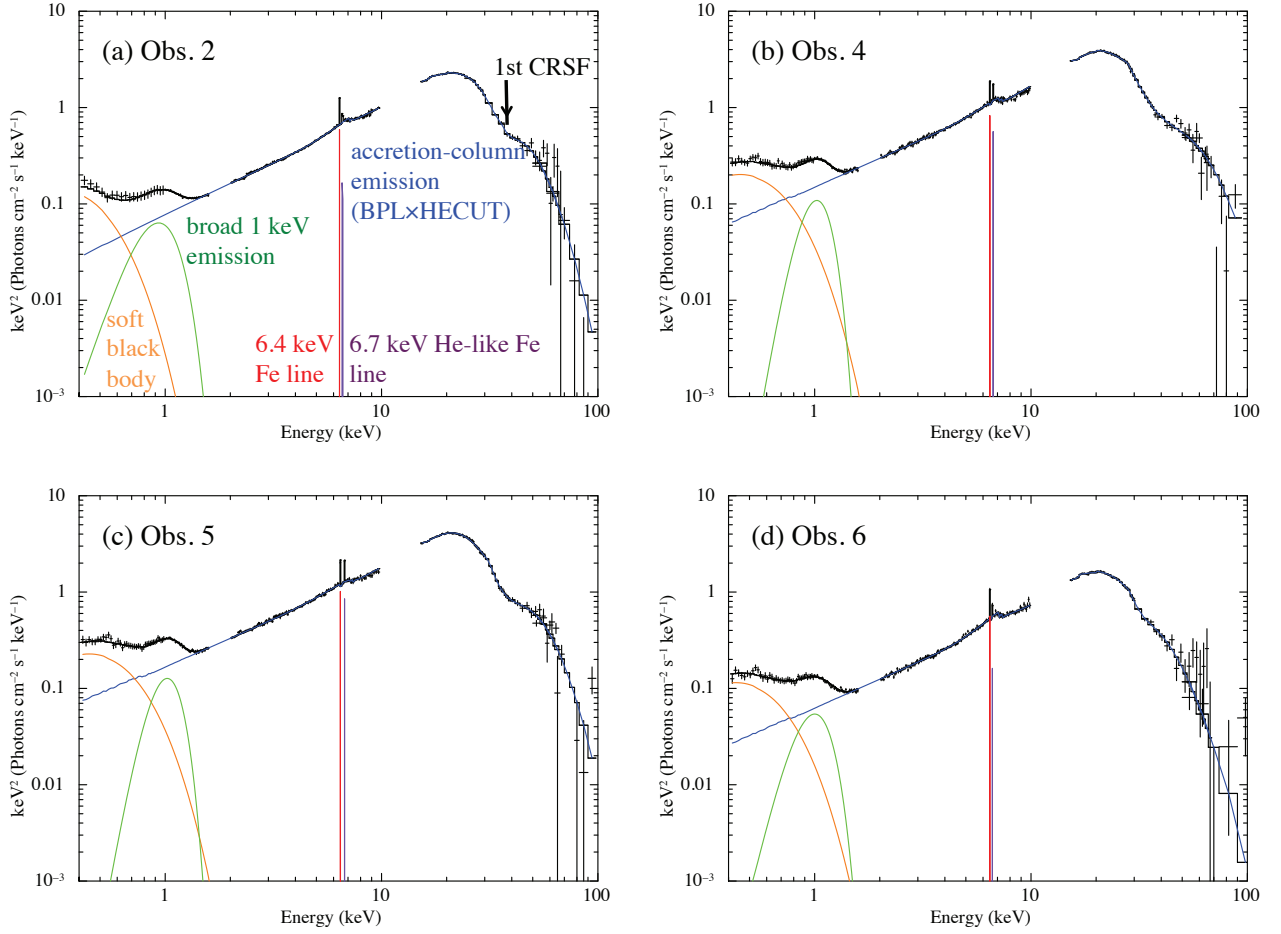 (a) Obs. 2
1st CRSF
accretion-column
emission
(BPL×HECUT)
broad 1 keV
emission
soft
black
body
6.4 keV
Fe line
6.7 keV He-like Fe
line
10
1
0.1
0.01
10⁻³
keV² (Photons cm⁻² s⁻¹ keV⁻¹)
1 10 100
Energy (keV)
(b) Obs. 4
10
1
0.1
0.01
10⁻³
keV² (Photons cm⁻² s⁻¹ keV⁻¹)
1 10 100
Energy (keV)
(c) Obs. 5
10
1
0.1
0.01
10⁻³
keV² (Photons cm⁻² s⁻¹ keV⁻¹)
1 10 100
Energy (keV)
(d) Obs. 6
10
1
0.1
0.01
10⁻³
keV² (Photons cm⁻² s⁻¹ keV⁻¹)
1 10 100
Energy (keV)